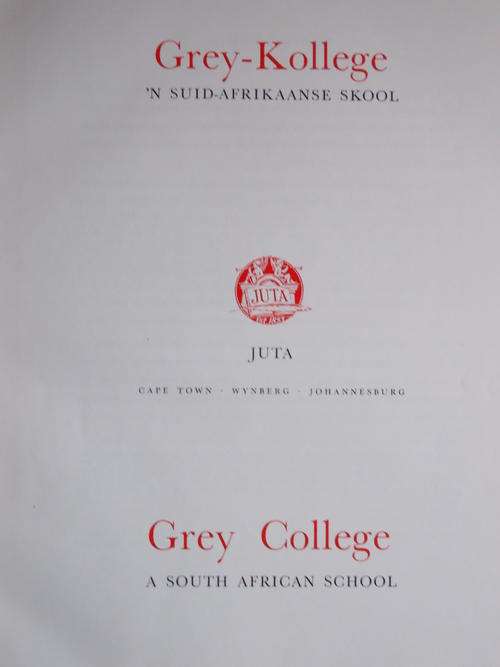 Grey-Kollege
'N SUID-AFRIKAANSE SKOOL
JUTA
JUTA
CAPE TOWN · WYNBERG · JOHANNESBURG
Grey College
A SOUTH AFRICAN SCHOOL